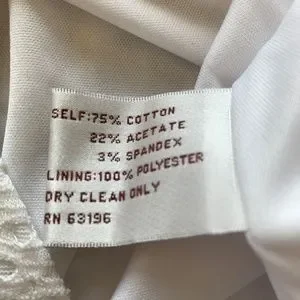 SELF:75% COTTON
22% ACETATE
3% SPANDEX
LINING:100% POLYESTER
DRY CLEAN ONLY
RN 63196